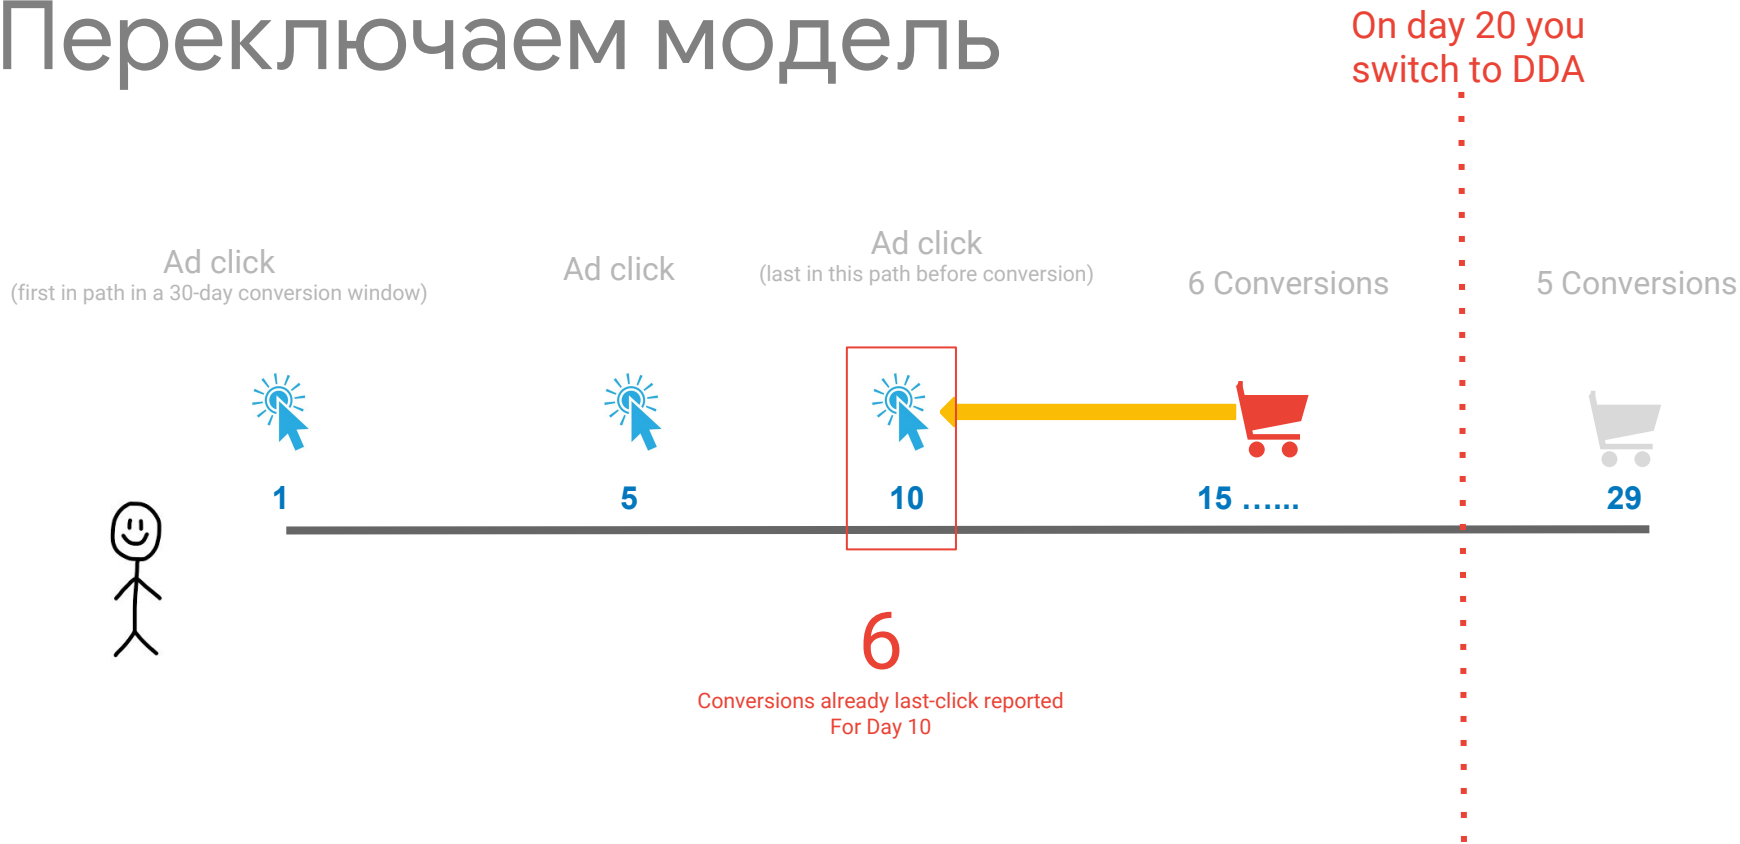 Переключаем модель
On day 20 you
switch to DDA
Ad click
(first in path in a 30-day conversion window)
Ad click
Ad click
(last in this path before conversion)
6 Conversions
5 Conversions
1
5
10
15 …...
29
6
Conversions already last-click reported
For Day 10